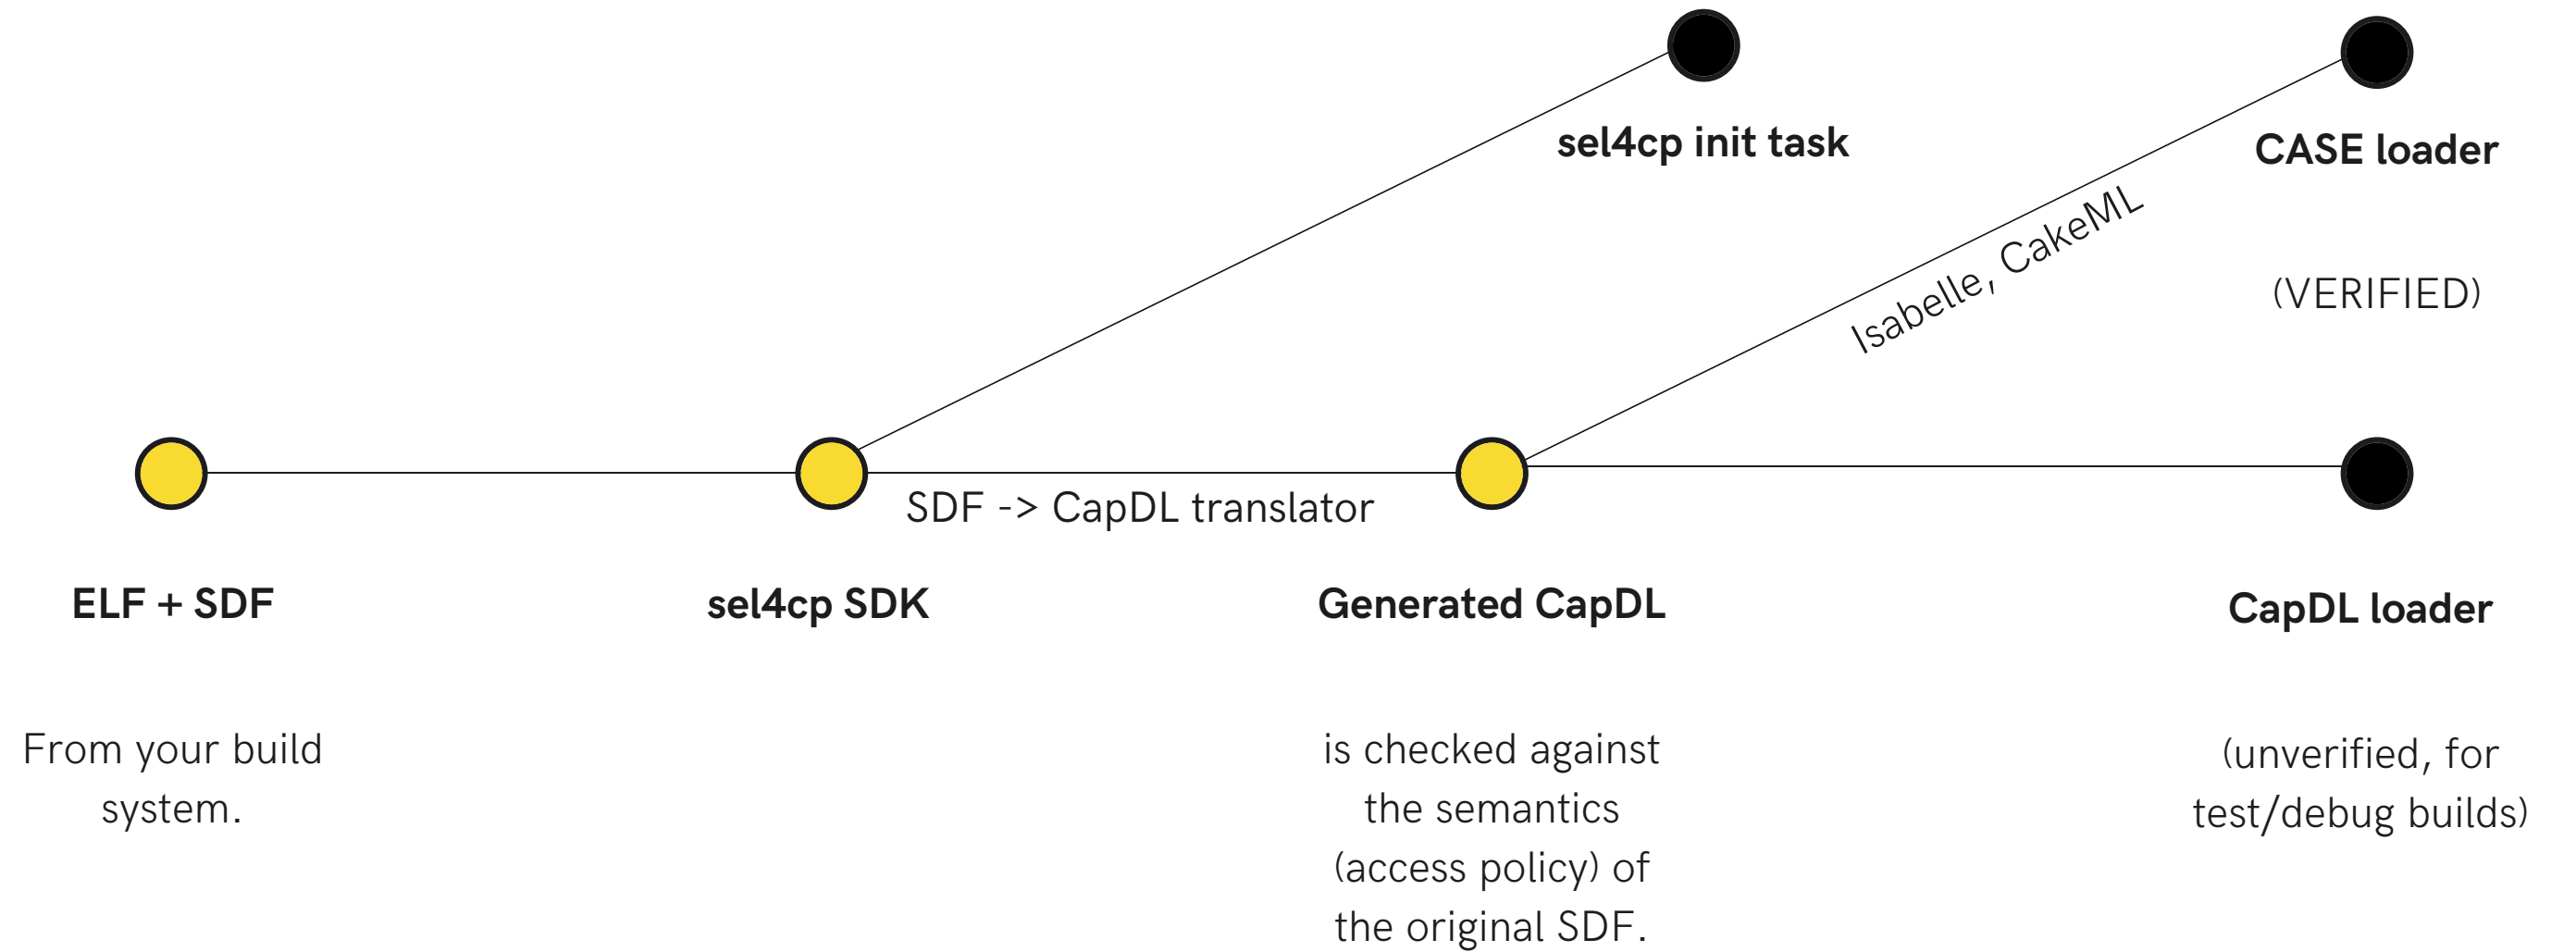 sel4cp init task
CASE loader
(VERIFIED)
Isabelle, CakeML
SDF -> CapDL translator
ELF + SDF
sel4cp SDK
Generated CapDL
CapDL loader
From your build
system.
is checked against
the semantics
(access policy) of
the original SDF.
(unverified, for
test/debug builds)